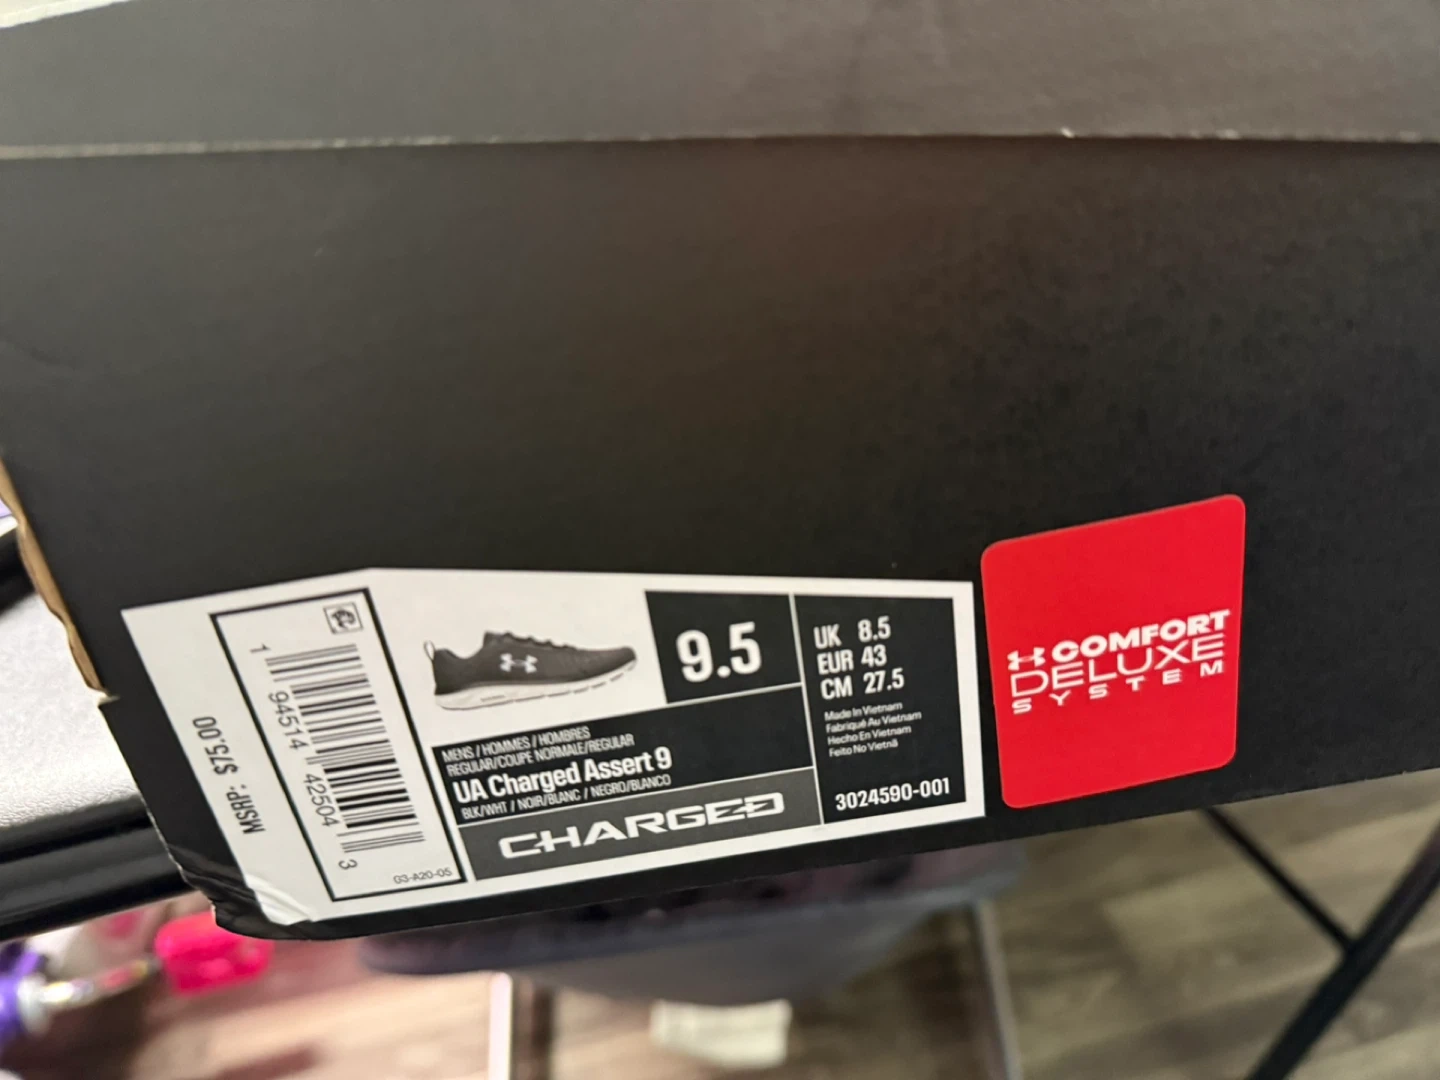 MSRP: $75.00
1 94514 42504 3
G3-A20-05
9.5
MENS / HOMMES / HOMBRES
REGULAR/COUPE NORMALE/REGULAR
UA Charged Assert 9
BLK/WHT / NOIR/BLANC / NEGRO/BLANCO
CHARGED
UK 8.5
EUR 43
CM 27.5
Made In Vietnam
Fabriqué Au Vietnam
Hecho En Vietnam
Feito No Vietnã
3024590-001
COMFORT
DELUXE
SYSTEM